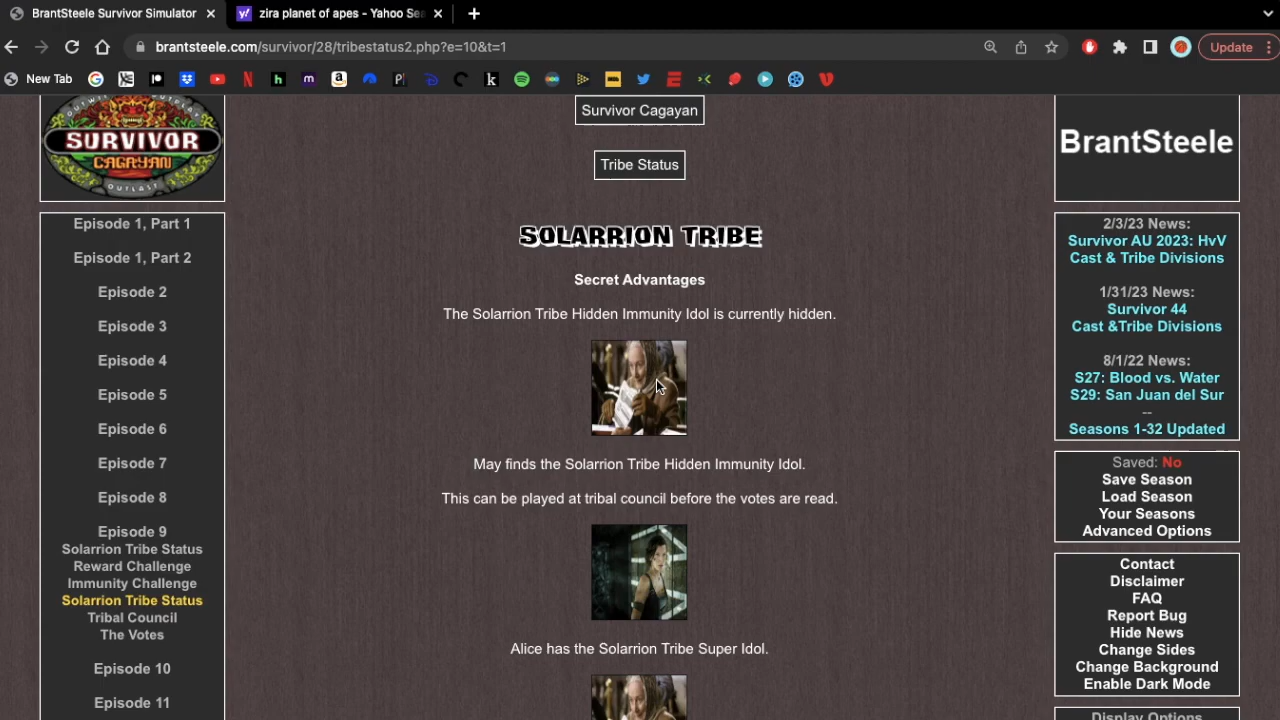 BrantSteele Survivor Simulator
zira planet of apes - Yahoo Sea
brantsteele.com/survivor/28/tribestatus2.php?e=10&t=1
Update
New Tab
OUTWIT OUTPLAY
SURVIVOR
CAGAYAN
OUTLAST
Episode 1, Part 1
Episode 1, Part 2
Episode 2
Episode 3
Episode 4
Episode 5
Episode 6
Episode 7
Episode 8
Episode 9
Solarrion Tribe Status
Reward Challenge
Immunity Challenge
Solarrion Tribe Status
Tribal Council
The Votes
Episode 10
Episode 11
Survivor Cagayan
Tribe Status
SOLARRION TRIBE
Secret Advantages
The Solarrion Tribe Hidden Immunity Idol is currently hidden.
May finds the Solarrion Tribe Hidden Immunity Idol.
This can be played at tribal council before the votes are read.
Alice has the Solarrion Tribe Super Idol.
BrantSteele
2/3/23 News:
Survivor AU 2023: HvV
Cast & Tribe Divisions
1/31/23 News:
Survivor 44
Cast &Tribe Divisions
8/1/22 News:
S27: Blood vs. Water
S29: San Juan del Sur
--
Seasons 1-32 Updated
Saved: No
Save Season
Load Season
Your Seasons
Advanced Options
Contact
Disclaimer
FAQ
Report Bug
Hide News
Change Sides
Change Background
Enable Dark Mode
Display Options